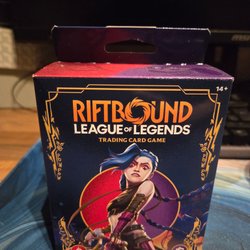 14+
RIFTBOUND
LEAGUE OF LEGENDS
TRADING CARD GAME